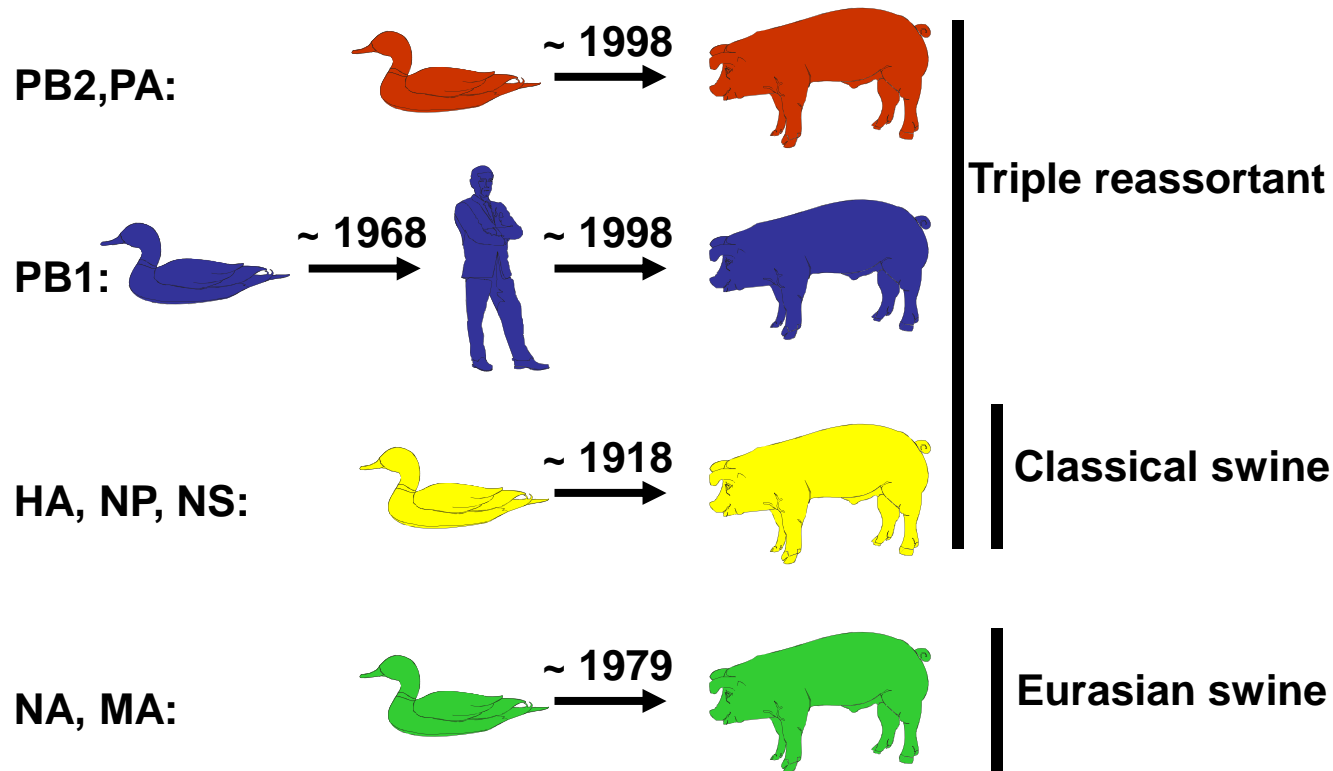 ~ 1998
PB2,PA:
Triple reassortant
~ 1968
~ 1998
PB1:
~ 1918
Classical swine
HA, NP, NS:
~ 1979
Eurasian swine
NA, MA: